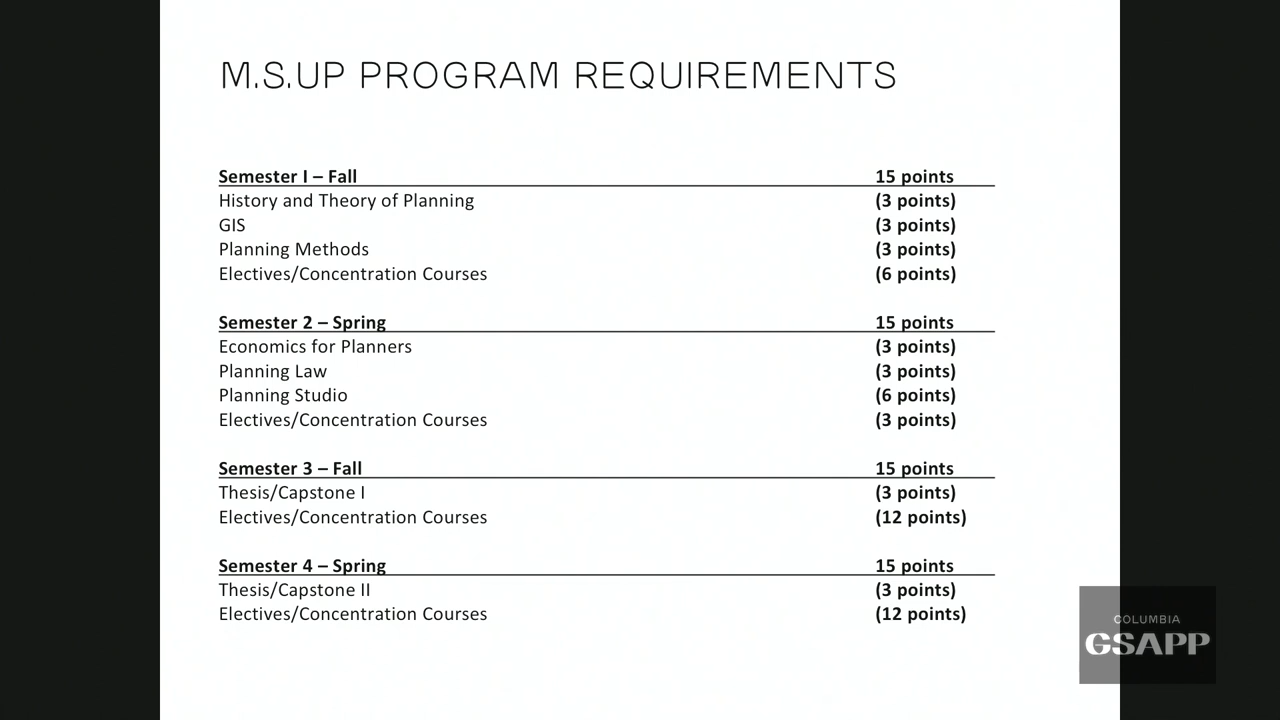 M.S.UP PROGRAM REQUIREMENTS
Semester I – Fall 15 points
History and Theory of Planning (3 points)
GIS (3 points)
Planning Methods (3 points)
Electives/Concentration Courses (6 points)
Semester 2 – Spring 15 points
Economics for Planners (3 points)
Planning Law (3 points)
Planning Studio (6 points)
Electives/Concentration Courses (3 points)
Semester 3 – Fall 15 points
Thesis/Capstone I (3 points)
Electives/Concentration Courses (12 points)
Semester 4 – Spring 15 points
Thesis/Capstone II (3 points)
Electives/Concentration Courses (12 points)
COLUMBIA
GSAPP